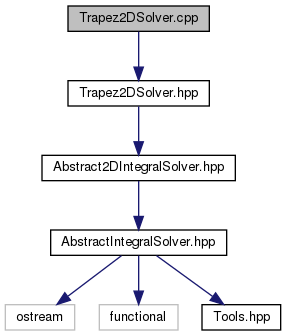 Trapez2DSolver.cpp
Trapez2DSolver.hpp
Abstract2DIntegralSolver.hpp
AbstractIntegralSolver.hpp
ostream
functional
Tools.hpp